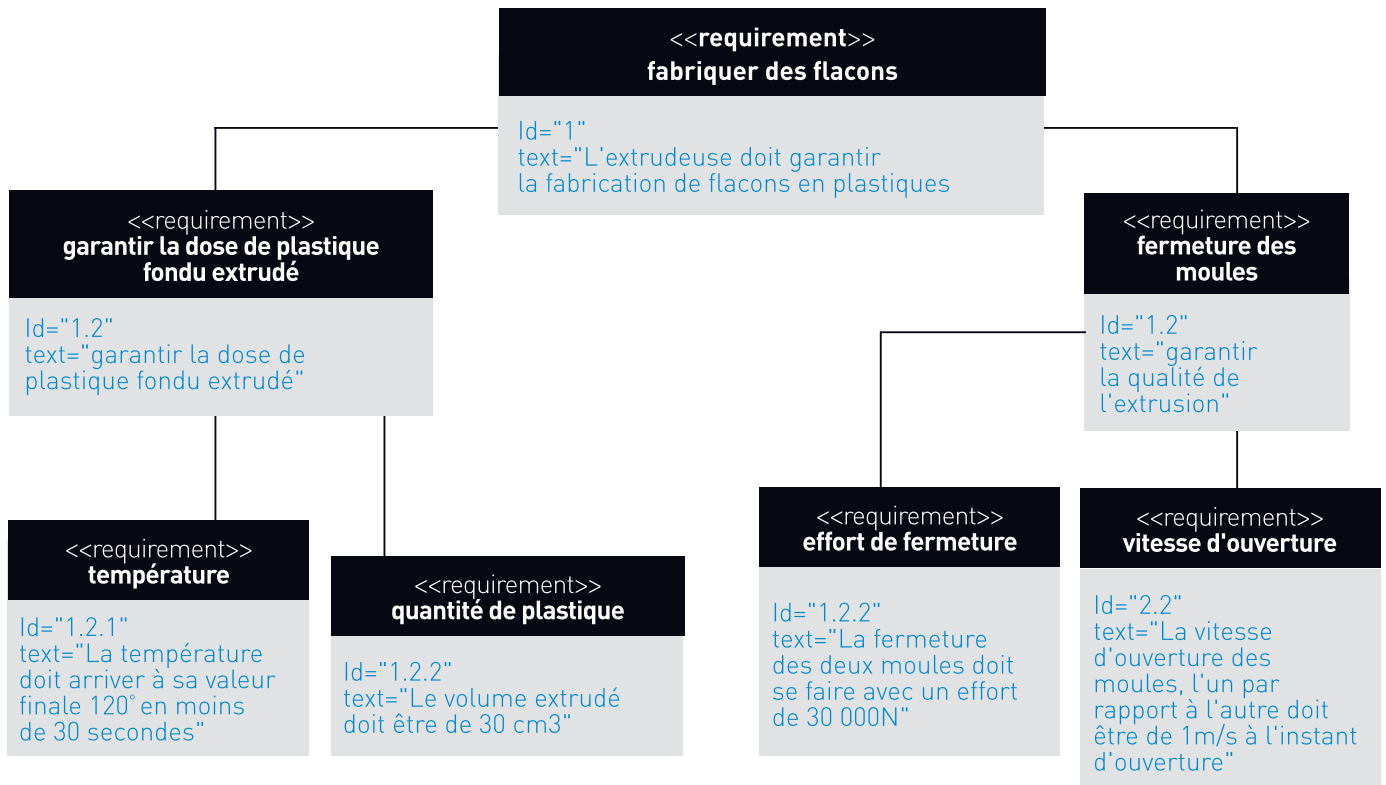 <<requirement>>
fabriquer des flacons
Id="1"
text="L'extrudeuse doit garantir
la fabrication de flacons en plastiques
<<requirement>>
garantir la dose de plastique
fondu extrudé
Id="1.2"
text="garantir la dose de
plastique fondu extrudé"
<<requirement>>
fermeture des
moules
Id="1.2"
text="garantir
la qualité de
l'extrusion"
<<requirement>>
température
Id="1.2.1"
text="La température
doit arriver à sa valeur
finale 120° en moins
de 30 secondes"
<<requirement>>
quantité de plastique
Id="1.2.2"
text="Le volume extrudé
doit être de 30 cm3"
<<requirement>>
effort de fermeture
Id="1.2.2"
text="La fermeture
des deux moules doit
se faire avec un effort
de 30 000N"
<<requirement>>
vitesse d'ouverture
Id="2.2"
text="La vitesse
d'ouverture des
moules, l'un par
rapport à l'autre doit
être de 1m/s à l'instant
d'ouverture"